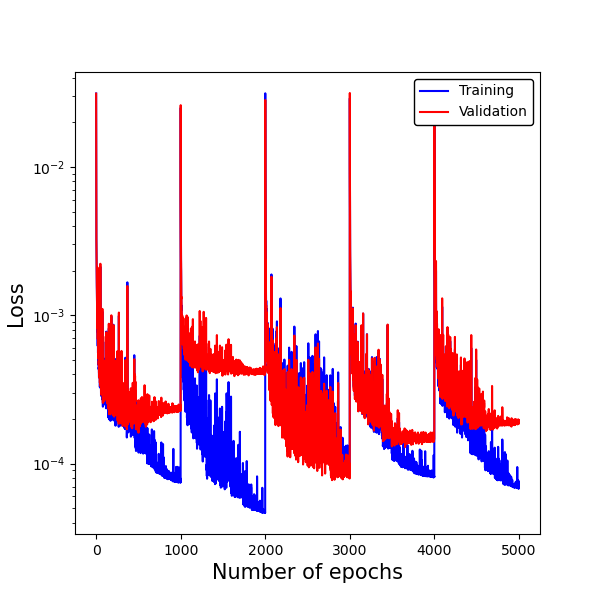 Training
Validation
Loss
10⁻²
10⁻³
10⁻⁴
0 1000 2000 3000 4000 5000
Number of epochs